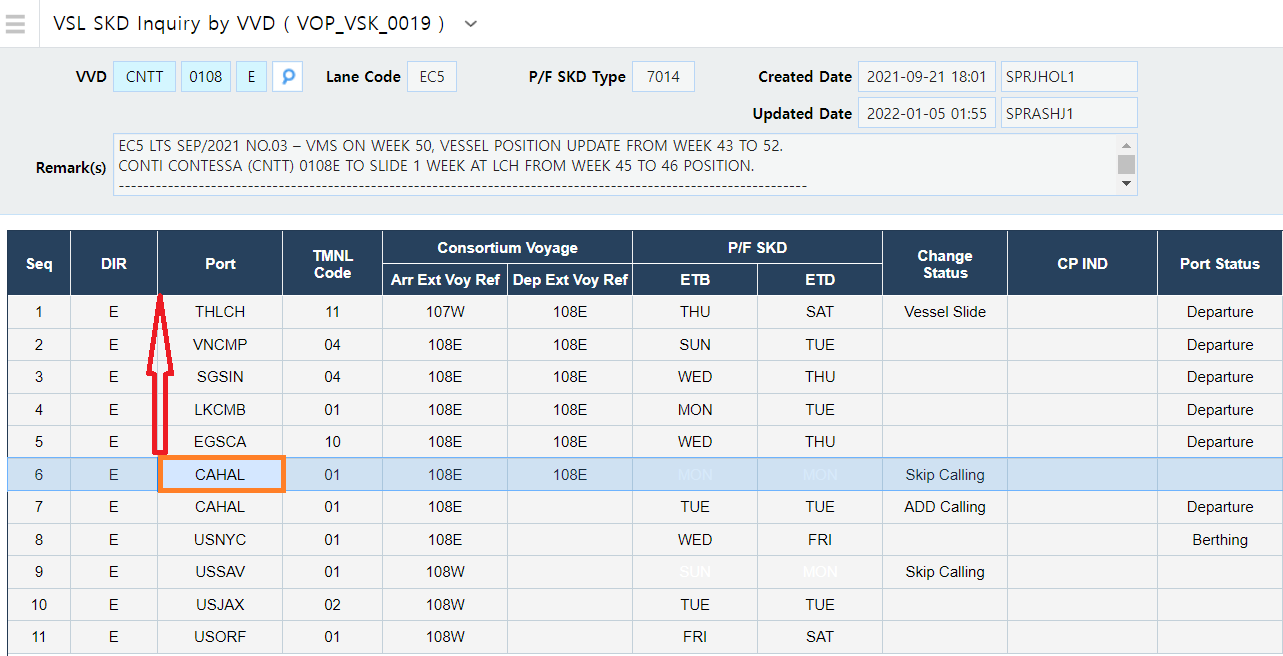 VSL SKD Inquiry by VVD ( VOP_VSK_0019 )
VVD CNTT 0108 E Lane Code EC5 P/F SKD Type 7014 Created Date 2021-09-21 18:01 SPRJHOL1
Updated Date 2022-01-05 01:55 SPRASHJ1
Remark(s)
EC5 LTS SEP/2021 NO.03 – VMS ON WEEK 50, VESSEL POSITION UPDATE FROM WEEK 43 TO 52.
CONTI CONTESSA (CNTT) 0108E TO SLIDE 1 WEEK AT LCH FROM WEEK 45 TO 46 POSITION.
----------------------------------------------------------------------------------------------------------------
Seq DIR Port TMNL Code Consortium Voyage P/F SKD Change Status CP IND Port Status
Arr Ext Voy Ref Dep Ext Voy Ref ETB ETD
1 E THLCH 11 107W 108E THU SAT Vessel Slide Departure
2 E VNCMP 04 108E 108E SUN TUE Departure
3 E SGSIN 04 108E 108E WED THU Departure
4 E LKCMB 01 108E 108E MON TUE Departure
5 E EGSCA 10 108E 108E WED THU Departure
6 E CAHAL 01 108E 108E MON MON Skip Calling
7 E CAHAL 01 108E TUE TUE ADD Calling Departure
8 E USNYC 01 108E WED FRI Berthing
9 E USSAV 01 108W SUN MON Skip Calling
10 E USJAX 02 108W TUE TUE
11 E USORF 01 108W FRI SAT